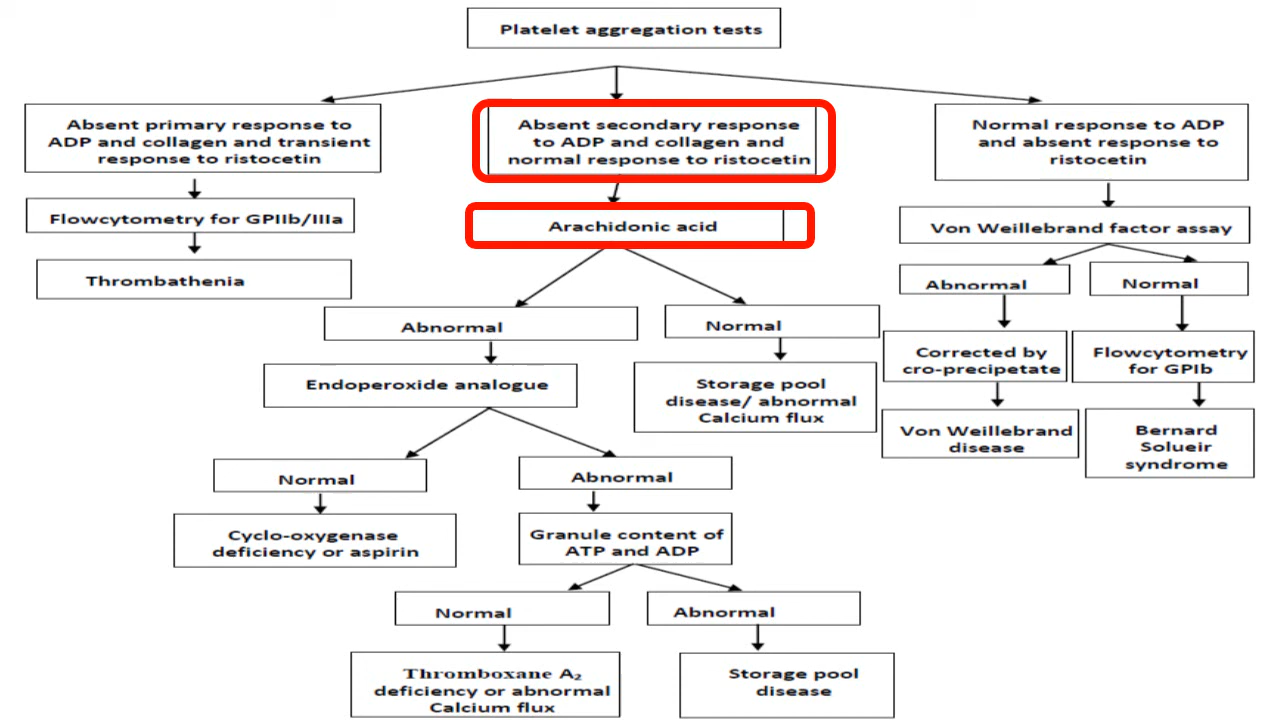 Platelet aggregation tests
Absent primary response to
ADP and collagen and transient
response to ristocetin
Absent secondary response
to ADP and collagen and
normal response to ristocetin
Normal response to ADP
and absent response to
ristocetin
Flowcytometry for GPIIb/IIIa
Arachidonic acid
Von Weillebrand factor assay
Thrombathenia
Abnormal
Normal
Abnormal
Normal
Endoperoxide analogue
Storage pool
disease/ abnormal
Calcium flux
Corrected by
cro-precipetate
Flowcytometry
for GPIb
Von Weillebrand
disease
Bernard
Solueir
syndrome
Normal
Abnormal
Cyclo-oxygenase
deficiency or aspirin
Granule content of
ATP and ADP
Normal
Abnormal
Thromboxane A₂
deficiency or abnormal
Calcium flux
Storage pool
disease